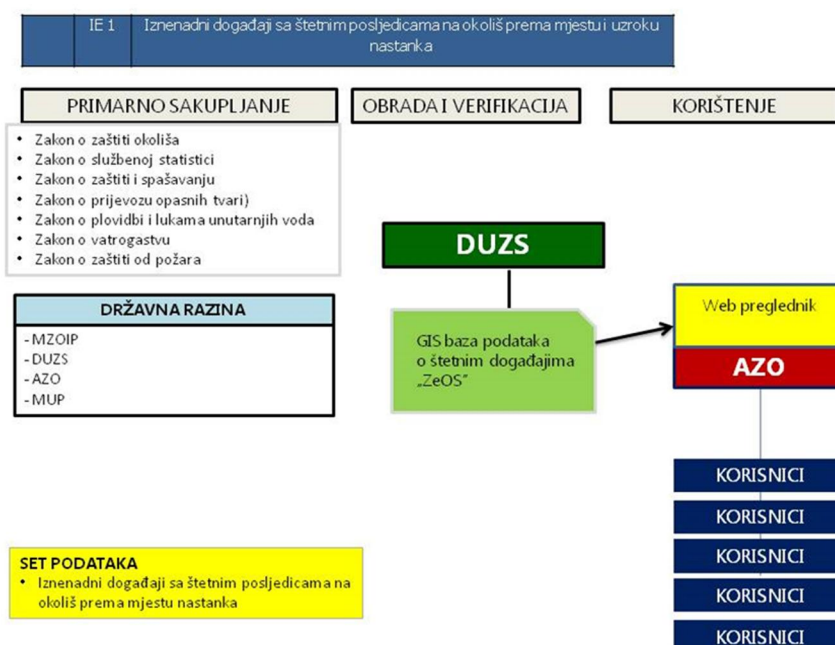 IE 1 Iznenadni događaji sa štetnim posljedicama na okoliš prema mjestu i uzroku
nastanka
PRIMARNO SAKUPLJANJE
OBRADA I VERIFIKACIJA
KORIŠTENJE
• Zakon o zaštiti okoliša
• Zakon o službenoj statistici
• Zakon o zaštiti i spašavanju
• Zakon o prijevozu opasnih tvari)
• Zakon o plovidbi i lukama unutarnjih voda
• Zakon o vatrogastvu
• Zakon o zaštiti od požara
DRŽAVNA RAZINA
- MZOIP
- DUZS
- AZO
- MUP
DUZS
GIS baza podataka
o štetnim događajima
„ZeOS"
Web preglednik
AZO
KORISNICI
KORISNICI
KORISNICI
KORISNICI
KORISNICI
SET PODATAKA
• Iznenadni događaji sa štetnim posljedicama na
okoliš prema mjestu nastanka